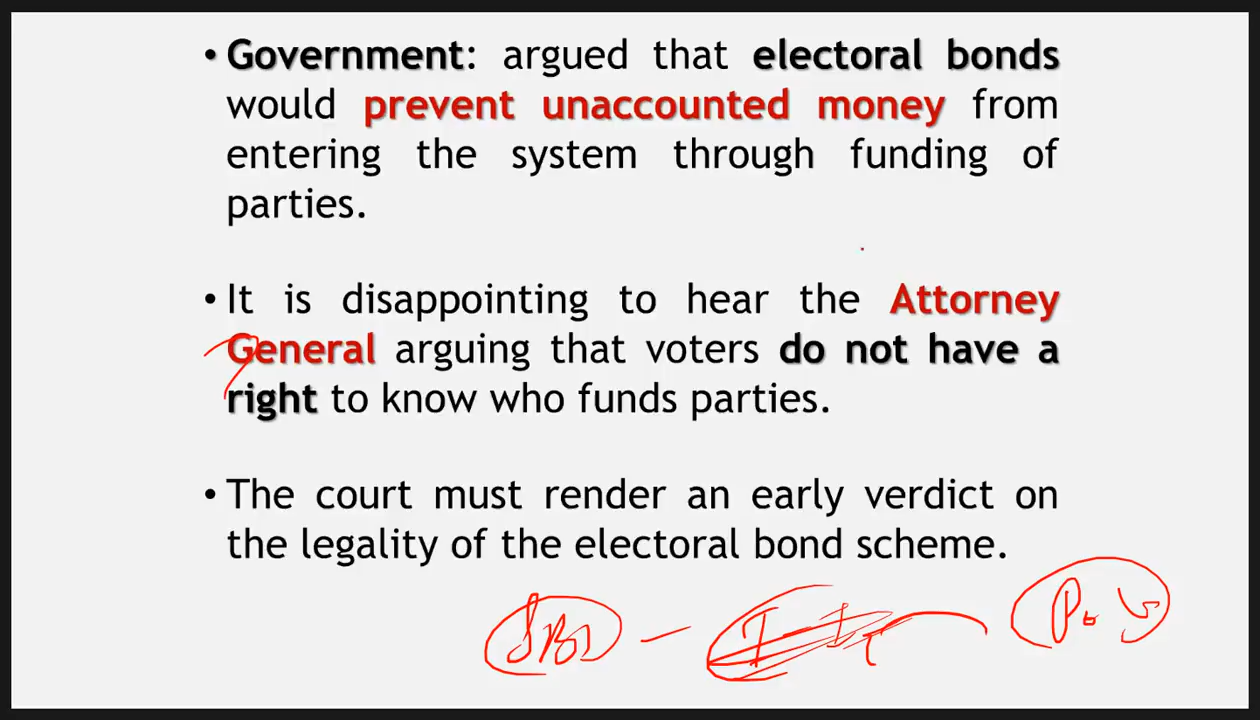 • Government: argued that electoral bonds
would prevent unaccounted money from
entering the system through funding of
parties.
• It is disappointing to hear the Attorney
General arguing that voters do not have a
right to know who funds parties.
• The court must render an early verdict on
the legality of the electoral bond scheme.